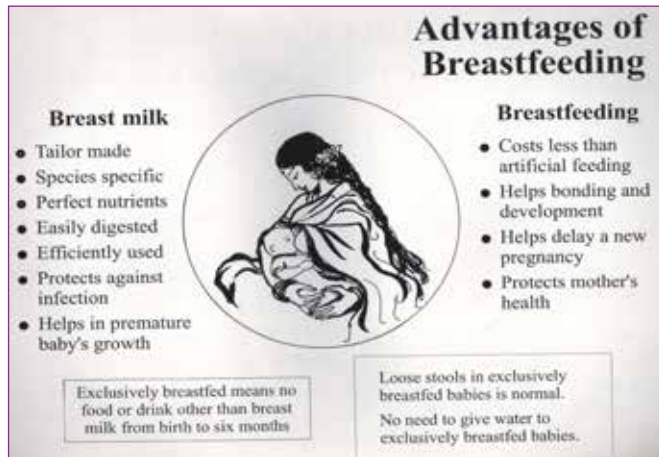 Advantages of
Breastfeeding
Breast milk
• Tailor made
• Species specific
• Perfect nutrients
• Easily digested
• Efficiently used
• Protects against
infection
• Helps in premature
baby's growth
Breastfeeding
• Costs less than
artificial feeding
• Helps bonding and
development
• Helps delay a new
pregnancy
• Protects mother's
health
Exclusively breastfed means no
food or drink other than breast
milk from birth to six months
Loose stools in exclusively
breastfed babies is normal.
No need to give water to
exclusively breastfed babies.